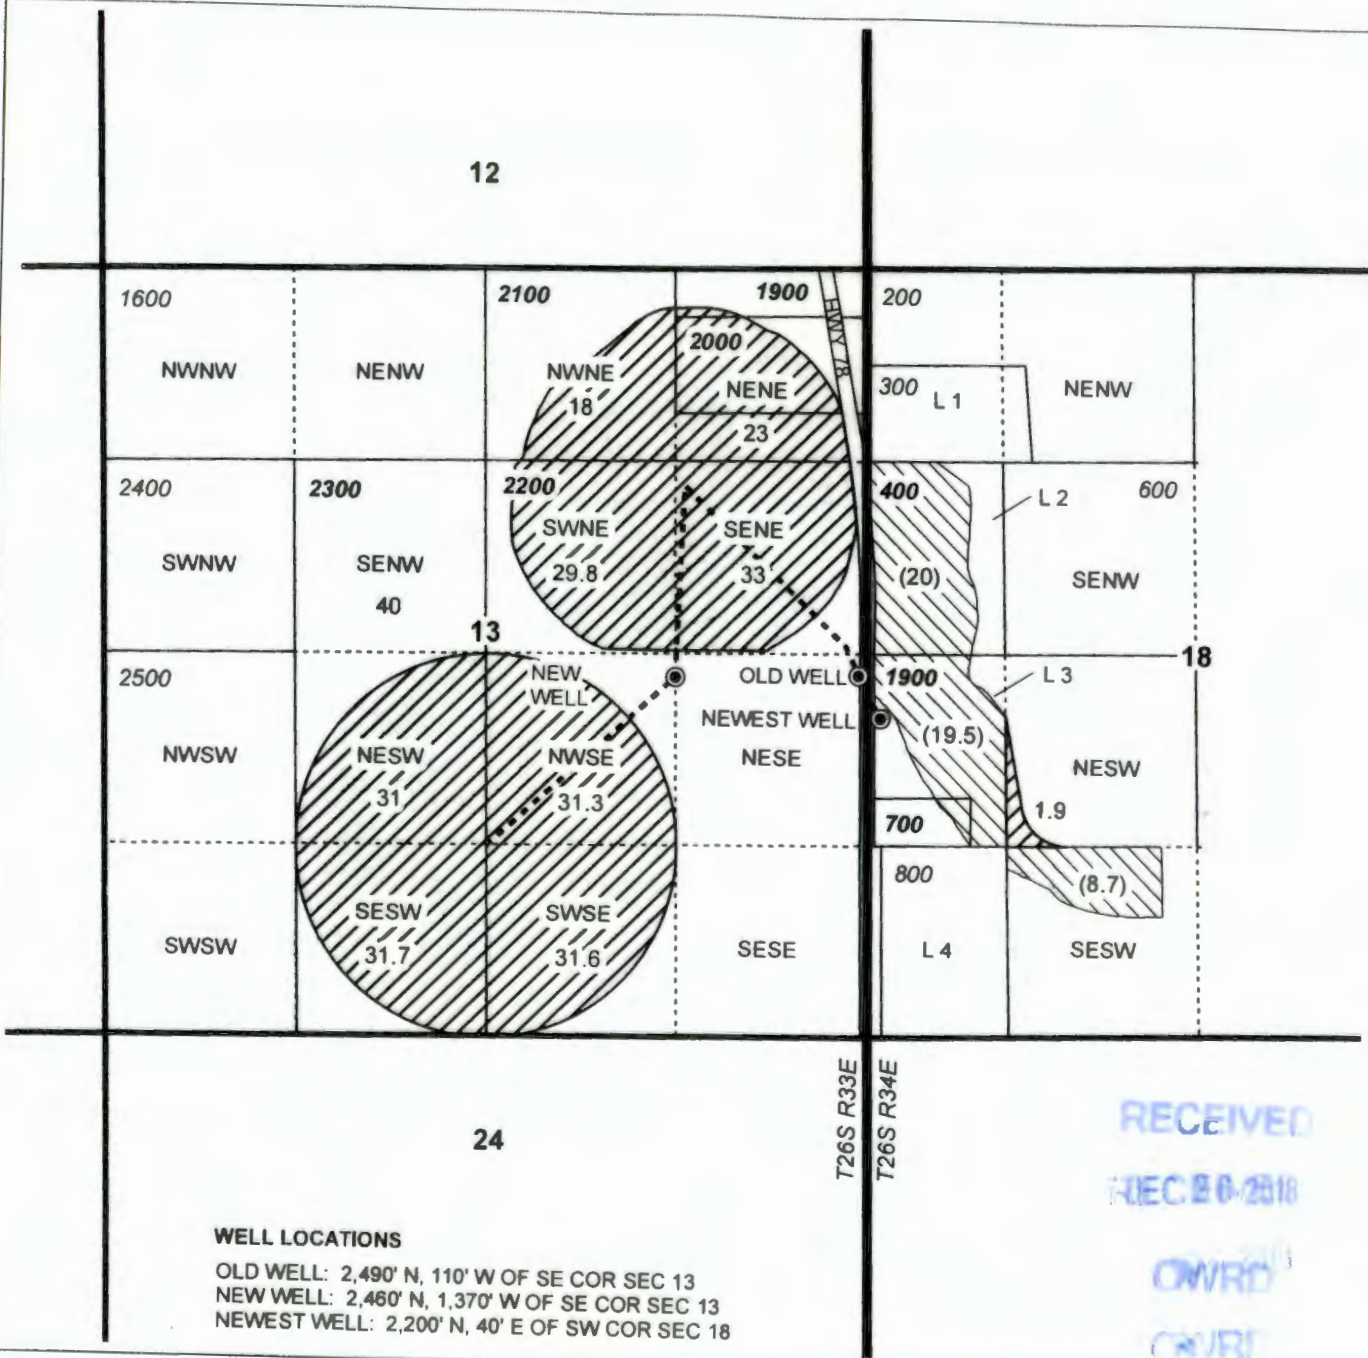 12
1600
2100
1900
200
HWY 78
2000
NWNW
NENW
NWNE
18
NENE
23
300
L 1
NENW
2400
2300
2200
400
L 2
600
SWNW
SENW
40
SWNE
29.8
SENE
33
(20)
SENW
13
18
2500
NEW
WELL
OLD WELL
1900
L 3
NEWEST WELL
(19.5)
NWSW
NESW
31
NWSE
31.3
NESE
NESW
1.9
700
800
(8.7)
SWSW
SESW
31.7
SWSE
31.6
SESE
L 4
SESW
T26S R33E
T26S R34E
24
RECEIVED
OWRD
WELL LOCATIONS
OLD WELL: 2,490' N, 110' W OF SE COR SEC 13
NEW WELL: 2,460' N, 1,370' W OF SE COR SEC 13
NEWEST WELL: 2,200' N, 40' E OF SW COR SEC 18